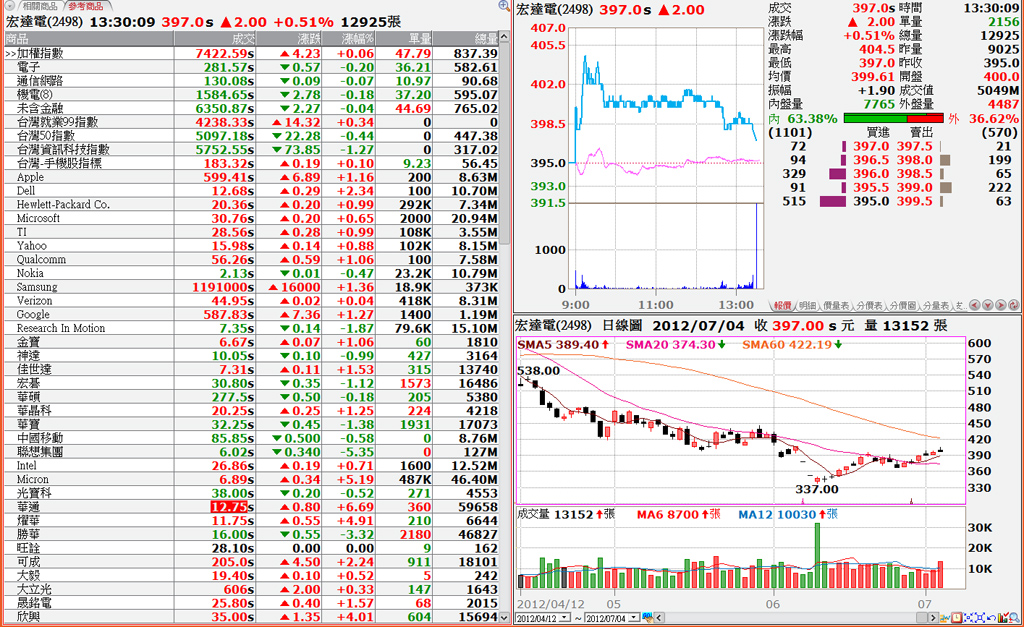 相關商品 參考商品
宏達電(2498) 13:30:09 397.0s ▲2.00 +0.51% 12925張
商品 成交 漲跌 漲幅% 單量 總量
>>加權指數 7422.59s ▲4.23 +0.06 47.79 837.39
電子 281.57s ▼0.57 -0.20 36.21 582.61
通信網路 130.08s ▼0.09 -0.07 10.97 90.68
機電(8) 1584.65s ▼2.78 -0.18 37.20 595.07
未含金融 6350.87s ▼2.27 -0.04 44.69 765.02
台灣就業99指數 4238.33s ▲14.32 +0.34 0 0
台灣50指數 5097.18s ▼22.28 -0.44 0 447.38
台灣資訊科技指數 5752.55s ▼73.85 -1.27 0 317.02
台灣-手機股指標 183.32s ▲0.19 +0.10 9.23 56.45
Apple 599.41s ▲6.89 +1.16 200 8.63M
Dell 12.68s ▲0.29 +2.34 100 10.70M
Hewlett-Packard Co. 20.36s ▲0.20 +0.99 292K 7.34M
Microsoft 30.76s ▲0.20 +0.65 2000 20.94M
TI 28.56s ▲0.28 +0.99 108K 3.55M
Yahoo 15.98s ▲0.14 +0.88 102K 8.15M
Qualcomm 56.26s ▲0.59 +1.06 100 7.58M
Nokia 2.13s ▼0.01 -0.47 23.2K 10.79M
Samsung 1191000s ▲16000 +1.36 18.9K 373K
Verizon 44.95s ▲0.02 +0.04 418K 8.31M
Google 587.83s ▲7.36 +1.27 1400 1.19M
Research In Motion 7.35s ▼0.14 -1.87 79.6K 15.10M
金寶 6.67s ▲0.07 +1.06 60 1810
神達 10.05s ▼0.10 -0.99 427 3164
佳世達 7.31s ▲0.11 +1.53 315 13740
宏碁 30.80s ▼0.35 -1.12 1573 16486
華碩 277.5s ▼0.50 -0.18 205 5380
華晶科 20.25s ▲0.25 +1.25 224 4218
華寶 32.25s ▼0.45 -1.38 1931 17073
中國移動 85.85s ▼0.500 -0.58 0 8.76M
聯想集團 6.02s ▼0.340 -5.35 0 127M
Intel 26.86s ▲0.19 +0.71 1600 12.52M
Micron 6.89s ▲0.34 +5.19 487K 46.40M
光寶科 38.00s ▼0.20 -0.52 271 4553
華通 12.75s ▲0.80 +6.69 360 59658
燿華 11.75s ▲0.55 +4.91 210 6644
勝華 16.00s ▼0.55 -3.32 2180 46827
旺詮 28.10s 0.00 0.00 9 162
可成 205.0s ▲4.50 +2.24 911 18101
大毅 19.40s ▲0.10 +0.52 5 242
大立光 606s ▲2.00 +0.33 147 1643
晟銘電 25.80s ▲0.40 +1.57 68 2015
欣興 35.00s ▲1.35 +4.01 604 15694
宏達電(2498) 397.0s ▲2.00
407.0
405.5
402.0
398.5
395.0
393.0
391.5
1000
0
9:00 11:00 13:00
成交 397.0s 時間 13:30:09
漲跌 ▲ 2.00 單量 2156
漲跌幅 +0.51% 總量 12925
最高 404.5 昨量 9025
最低 397.0 昨收 395.0
均價 399.61 開盤 400.0
振幅 +1.90 成交值 5049M
內盤量 7765 外盤量 4487
內 63.38% 外 36.62%
(1101) 買進 賣出 (570)
72 397.0 397.5 21
94 396.5 398.0 199
329 396.0 398.5 65
91 395.5 399.0 222
515 395.0 399.5 63
報價 明細 價量表 分價表 分價圖 分量表
宏達電(2498) 日線圖 2012/07/04 收 397.00 s 元 量 13152 張
SMA5 389.40↑ SMA20 374.30↓ SMA60 422.19↓
538.00
337.00
600
570
540
510
480
450
420
390
360
330
成交量 13152↑張 MA6 8700↑張 MA12 10030↑張
30K
20K
10K
2012/04/12 05 06 07
2012/04/12 ~ 2012/07/04